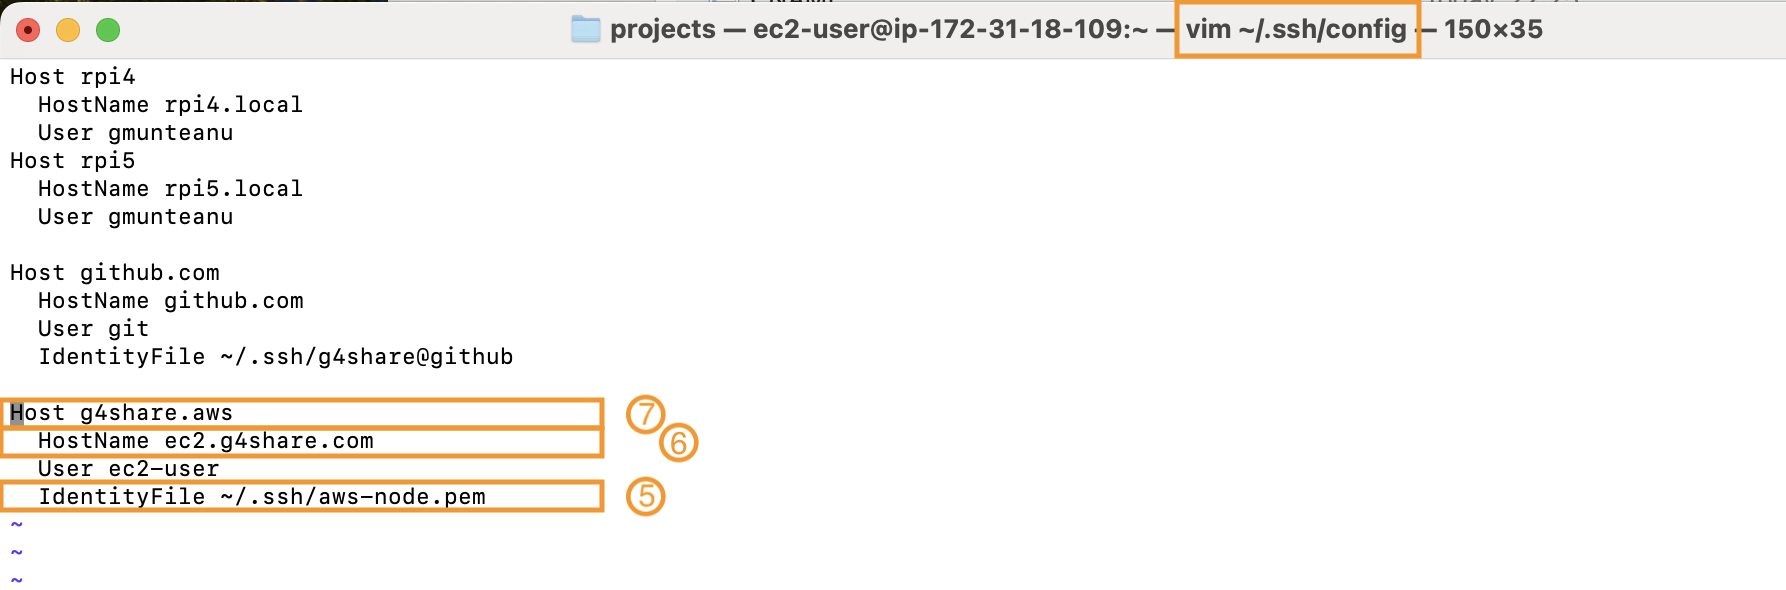 projects — ec2-user@ip-172-31-18-109:~ — vim ~/.ssh/config — 150×35
Host rpi4
  HostName rpi4.local
  User gmunteanu
Host rpi5
  HostName rpi5.local
  User gmunteanu
Host github.com
  HostName github.com
  User git
  IdentityFile ~/.ssh/g4share@github
Host g4share.aws ⑦
  HostName ec2.g4share.com ⑥
  User ec2-user
  IdentityFile ~/.ssh/aws-node.pem ⑤
~
~
~